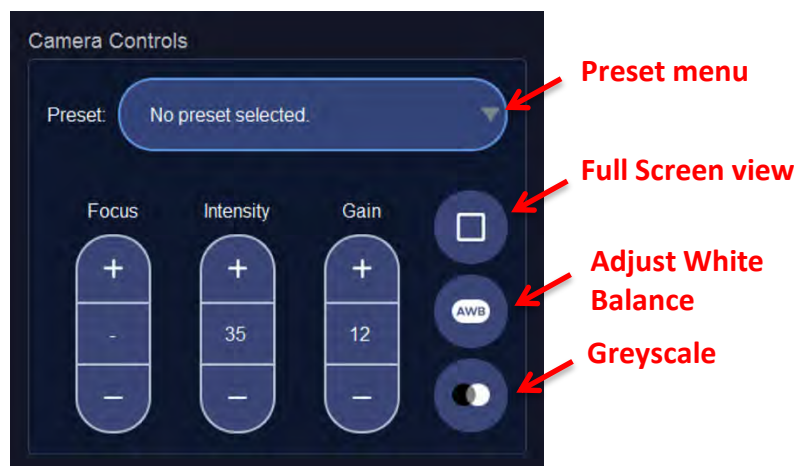 Camera Controls
Preset menu
Preset:
No preset selected.
Full Screen view
Focus
Intensity
Gain
+
+
+
Adjust White
Balance
AWB
-
35
12
Greyscale
−
−
−